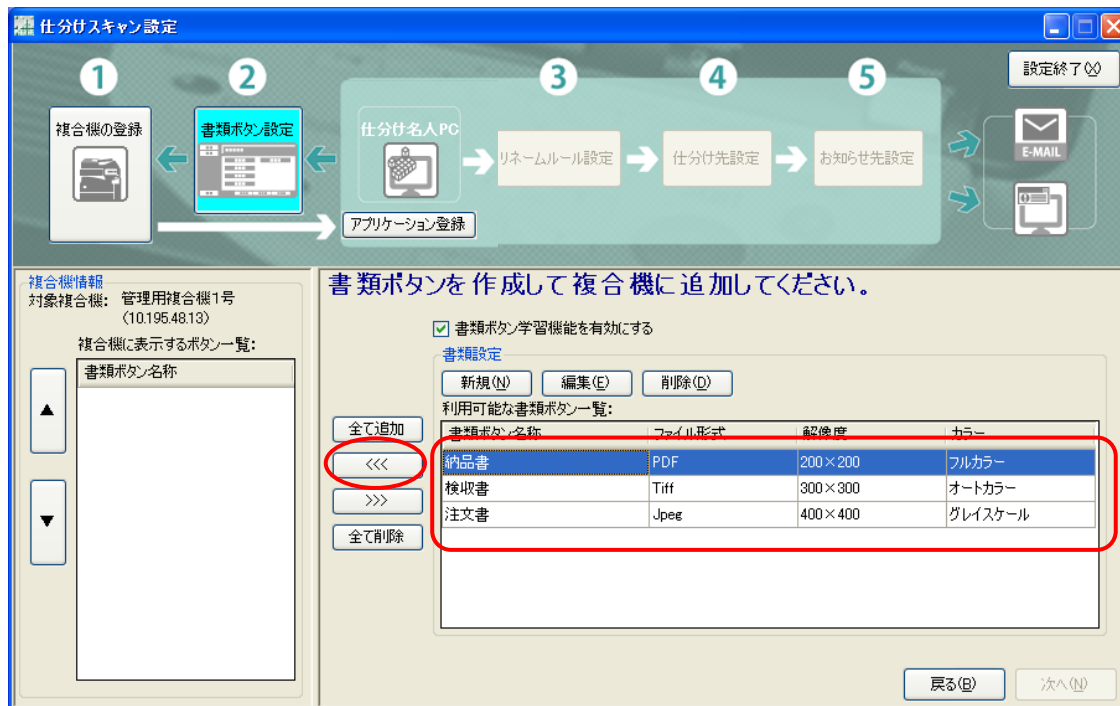 仕分けスキャン設定
1
2
3
4
5
設定終了(X)
複合機の登録
書類ボタン設定
仕分け名人PC
リネームルール設定
仕分け先設定
お知らせ先設定
E-MAIL
アプリケーション登録
複合機情報
対象複合機: 管理用複合機1号
(10.195.48.13)
複合機に表示するボタン一覧:
書類ボタン名称
▲
▼
書類ボタンを作成して複合機に追加してください。
書類ボタン学習機能を有効にする
書類設定
新規(N) 編集(E) 削除(D)
利用可能な書類ボタン一覧:
全て追加
<<<
>>>
全て削除
書類ボタン名称 ファイル形式 解像度 カラー
納品書 PDF 200×200 フルカラー
検収書 Tiff 300×300 オートカラー
注文書 Jpeg 400×400 グレイスケール
戻る(B) 次へ(N)